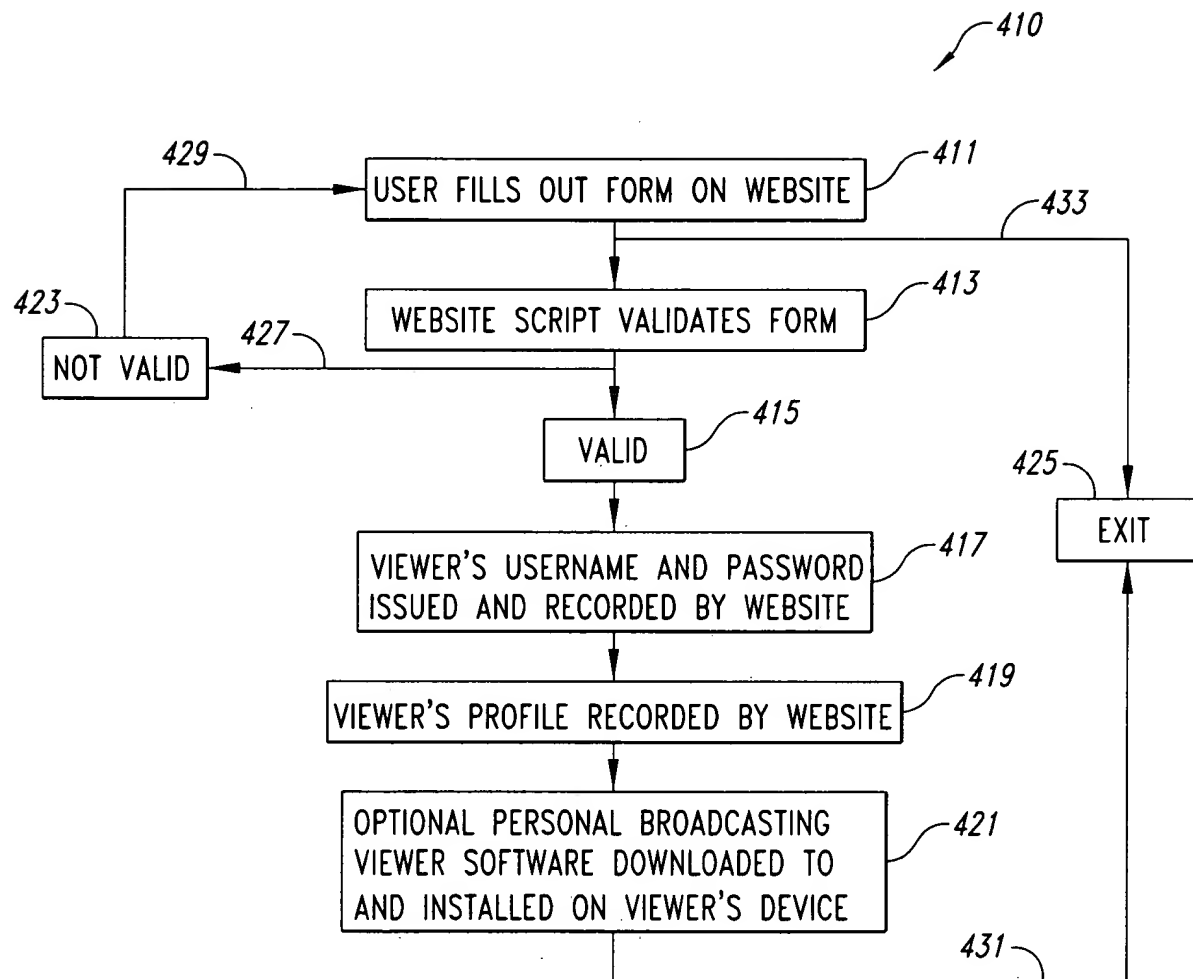 410
429
411
USER FILLS OUT FORM ON WEBSITE
433
423
413
WEBSITE SCRIPT VALIDATES FORM
427
NOT VALID
415
VALID
425
EXIT
417
VIEWER'S USERNAME AND PASSWORD
ISSUED AND RECORDED BY WEBSITE
419
VIEWER'S PROFILE RECORDED BY WEBSITE
421
OPTIONAL PERSONAL BROADCASTING
VIEWER SOFTWARE DOWNLOADED TO
AND INSTALLED ON VIEWER'S DEVICE
431